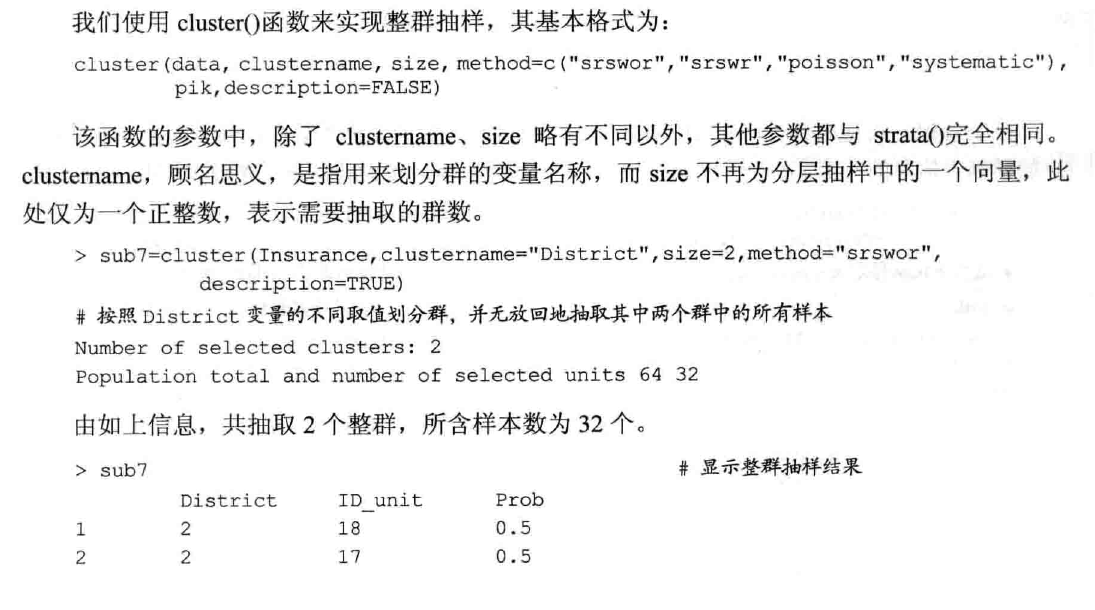 我们使用 cluster()函数来实现整群抽样，其基本格式为：
cluster(data, clustername, size, method=c("srswor","srswr","poisson","systematic"),
pik,description=FALSE)
该函数的参数中，除了 clustername、size 略有不同以外，其他参数都与 strata()完全相同。
clustername，顾名思义，是指用来划分群的变量名称，而 size 不再为分层抽样中的一个向量，此
处仅为一个正整数，表示需要抽取的群数。
> sub7=cluster(Insurance,clustername="District",size=2,method="srswor",
description=TRUE)
# 按照 District 变量的不同取值划分群，并无放回地抽取其中两个群中的所有样本
Number of selected clusters: 2
Population total and number of selected units 64 32
由如上信息，共抽取 2 个整群，所含样本数为 32 个。
> sub7 # 显示整群抽样结果
District ID_unit Prob
1 2 18 0.5
2 2 17 0.5